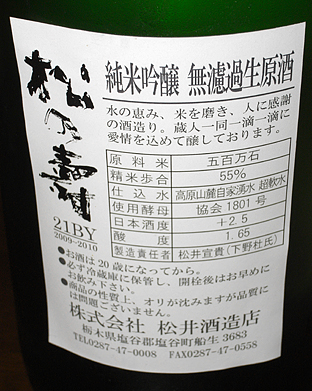 純米吟醸 無濾過生原酒
松の寿
21BY
2009-2010
水の恵み、米を磨き、人に感謝
の酒造り。蔵人一同一滴一滴に
愛情を込めて醸しております。
原料米 五百万石
精米歩合 55%
仕込水 高原山麓自家湧水 超軟水
使用酵母 協会1801号
日本酒度 +2.5
酸度 1.65
製造責任者 松井宣貴(下野杜氏)
●お酒は20歳になってから。
●必ず冷蔵庫に保管し、開栓後はお早めに
お飲み下さい。
●商品の性質上、オリが沈みますが品質に
は問題ございません。
株式会社 松井酒造店
栃木県塩谷郡塩谷町船生3683
TEL0287-47-0008 FAX0287-47-0558